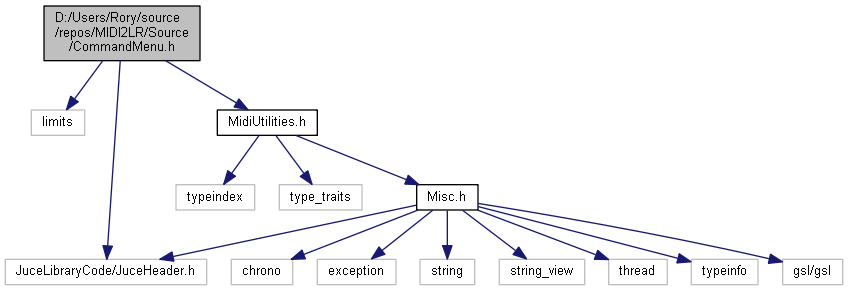 D:/Users/Rory/source
/repos/MIDI2LR/Source
/CommandMenu.h
limits
MidiUtilities.h
typeindex
type_traits
Misc.h
JuceLibraryCode/JuceHeader.h
chrono
exception
string
string_view
thread
typeinfo
gsl/gsl